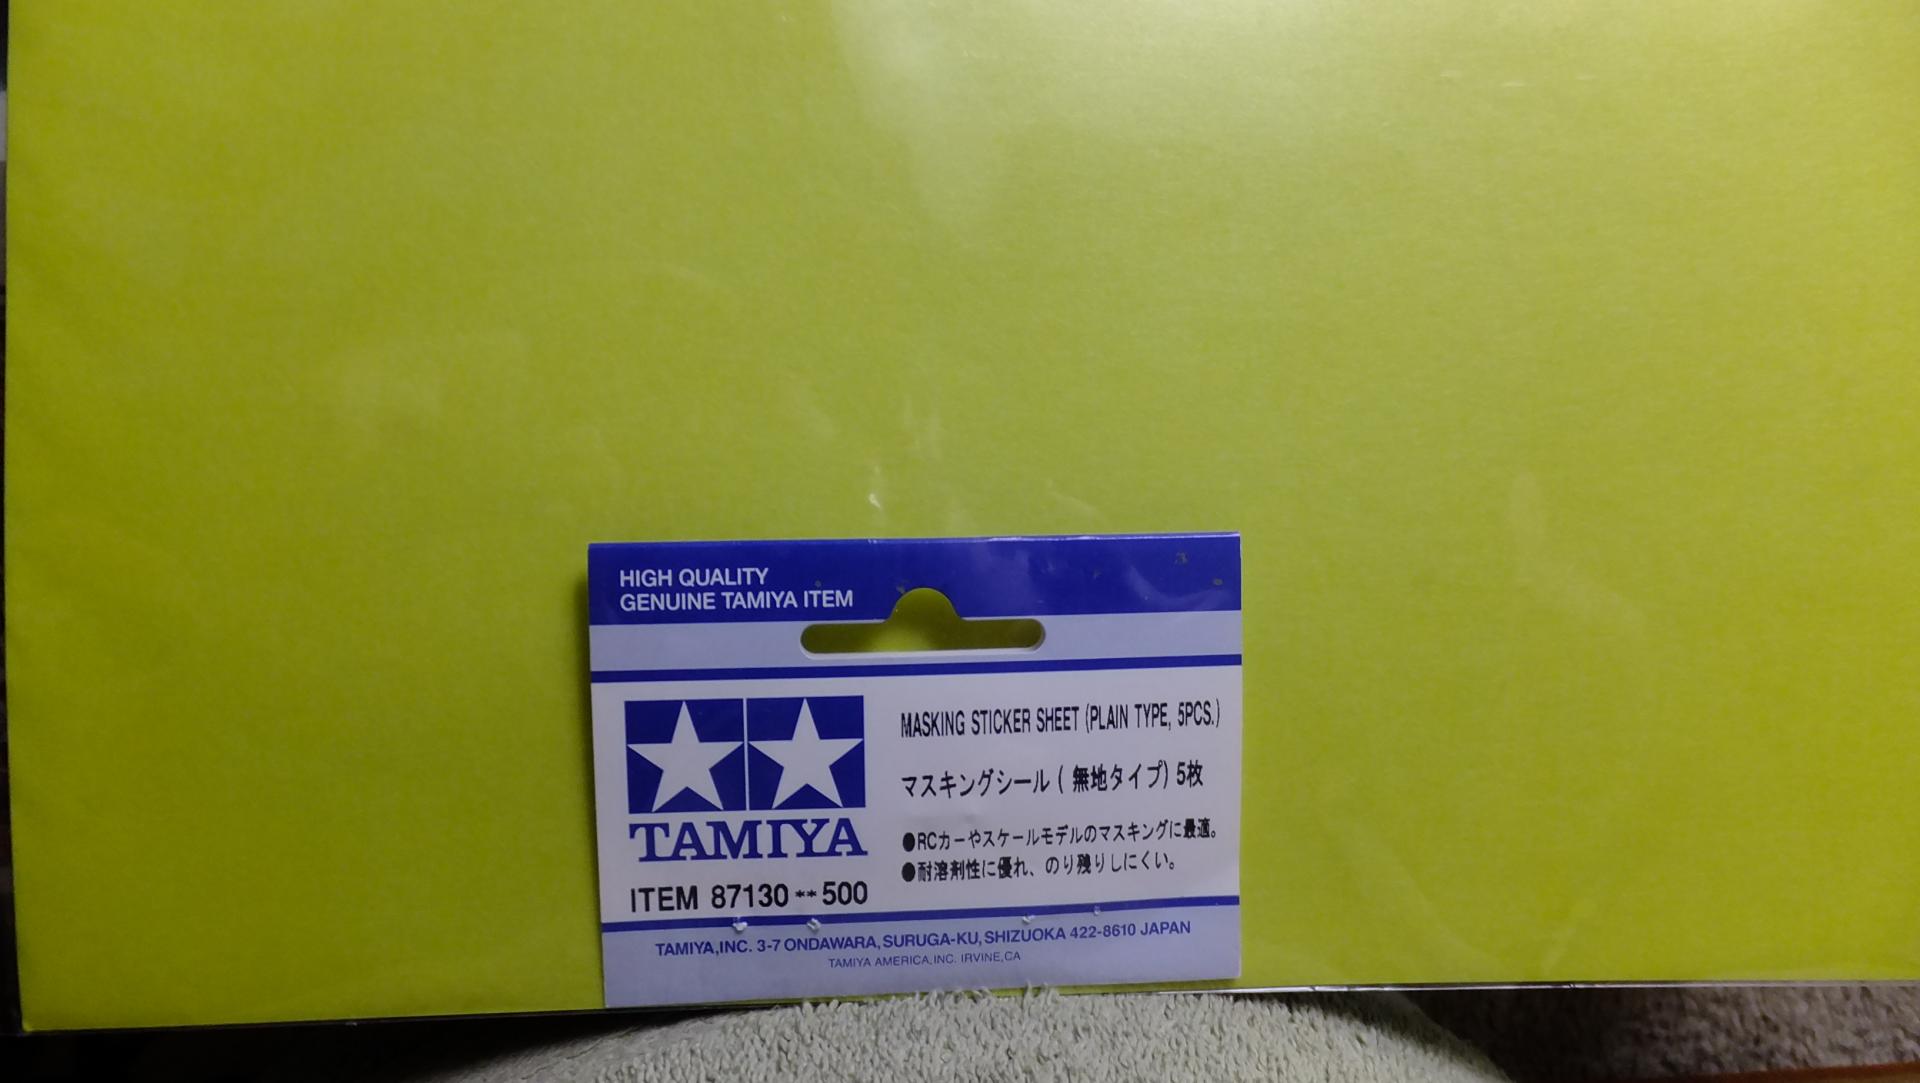 HIGH QUALITY
GENUINE TAMIYA ITEM
TAMIYA
ITEM 87130**500
MASKING STICKER SHEET (PLAIN TYPE, 5PCS.)
マスキングシール ( 無地タイプ) 5枚
●RCカーやスケールモデルのマスキングに最適。
●耐溶剤性に優れ、のり残りしにくい。
TAMIYA,INC. 3-7 ONDAWARA, SURUGA-KU, SHIZUOKA 422-8610 JAPAN
TAMIYA AMERICA, INC. IRVINE, CA